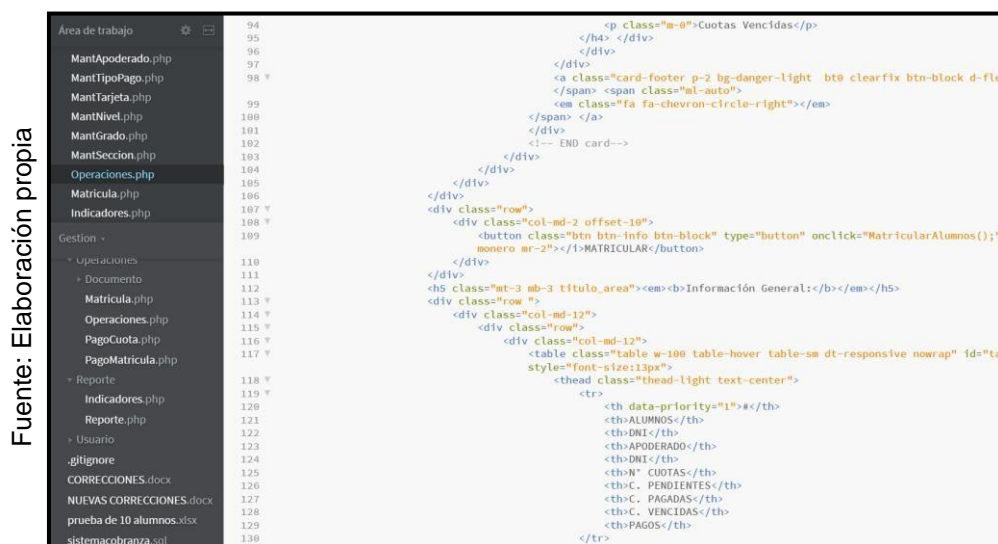 Fuente: Elaboración propia
Área de trabajo
MantApoderado.php
MantTipoPago.php
MantTarjeta.php
MantNivel.php
MantGrado.php
MantSeccion.php
Operaciones.php
Matricula.php
Indicadores.php
Gestion
Operaciones
Documento
Matricula.php
Operaciones.php
PagoCuota.php
PagoMatricula.php
Reporte
Indicadores.php
Reporte.php
Usuario
.gitignore
CORRECCIONES.docx
NUEVAS CORRECCIONES.docx
prueba de 10 alumnos.xlsx
sistemacobranza.sql
94 <p class="m-0">Cuotas Vencidas</p>
95 </h4> </div>
96 </div>
97 </div>
98 <a class="card-footer p-2 bg-danger-light bt0 clearfix btn-block d-fle
</span> <span class="ml-auto">
99 <em class="fa fa-chevron-circle-right"></em>
100 </span> </a>
101 </div>
102 <!-- END card-->
103 </div>
104 </div>
105 </div>
106 </div>
107 <div class="row">
108 <div class="col-md-2 offset-10">
109 <button class="btn btn-info btn-block" type="button" onclick="MatricularAlumnos();"
monero mr-2"></i>MATRICULAR</button>
110 </div>
111 </div>
112 <h5 class="mt-3 mb-3 titulo_area"><em><b>Información General:</b></em></h5>
113 <div class="row ">
114 <div class="col-md-12">
115 <div class="row">
116 <div class="col-md-12">
117 <table class="table w-100 table-hover table-sm dt-responsive nowrap" id="ta
style="font-size:13px">
118 <thead class="thead-light text-center">
119 <tr>
120 <th data-priority="1">#</th>
121 <th>ALUMNOS</th>
122 <th>DNI</th>
123 <th>APODERADO</th>
124 <th>DNI</th>
125 <th>N° CUOTAS</th>
126 <th>C. PENDIENTES</th>
127 <th>C. PAGADAS</th>
128 <th>C. VENCIDAS</th>
129 <th>PAGOS</th>
130 </tr>